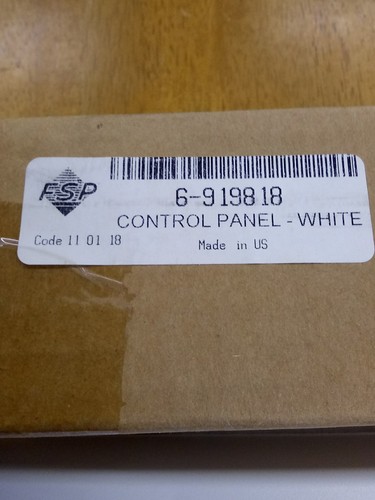 FSP
6-919818
CONTROL PANEL - WHITE
Code 11 01 18 Made in US